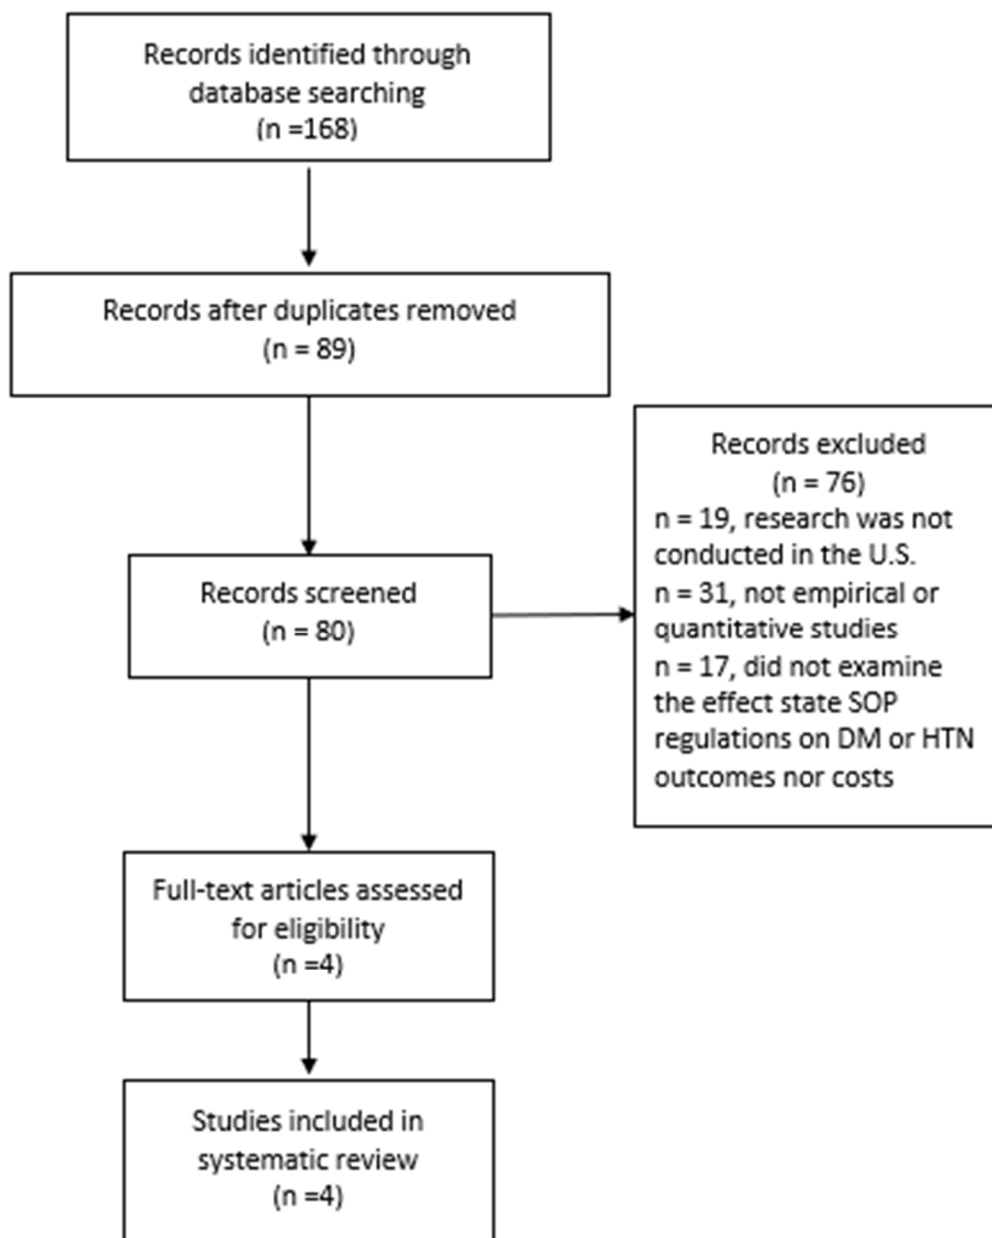 Records identified through
database searching
(n =168)
Records after duplicates removed
(n = 89)
Records screened
(n = 80)
Records excluded
(n = 76)
n = 19, research was not
conducted in the U.S.
n = 31, not empirical or
quantitative studies
n = 17, did not examine
the effect state SOP
regulations on DM or HTN
outcomes nor costs
Full-text articles assessed
for eligibility
(n =4)
Studies included in
systematic review
(n =4)